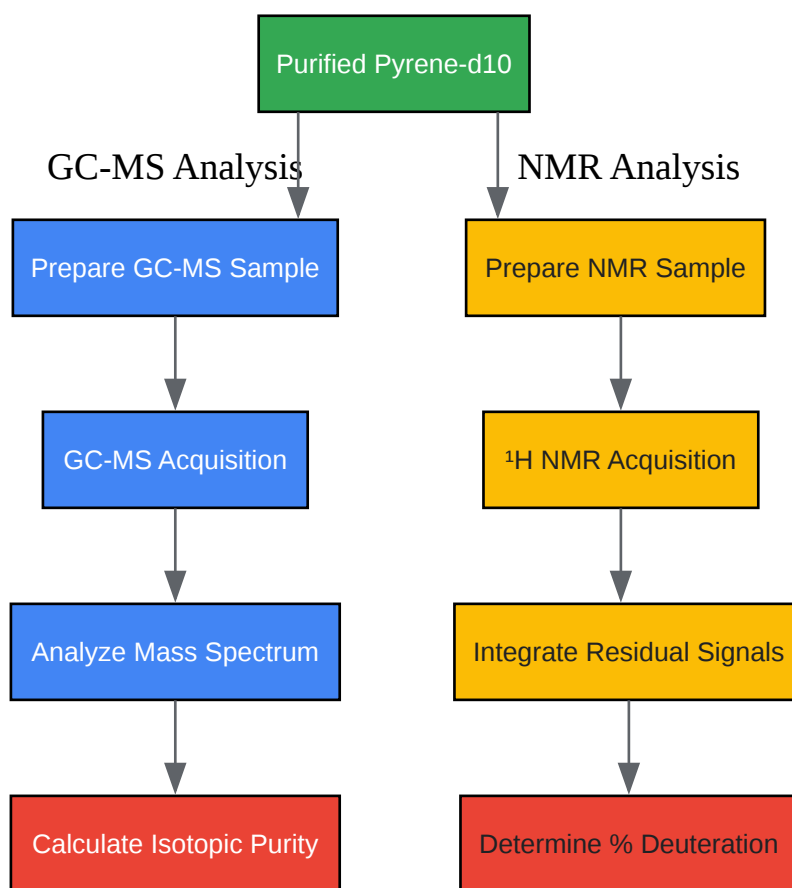 Purified Pyrene-d10
GC-MS Analysis
NMR Analysis
Prepare GC-MS Sample
Prepare NMR Sample
GC-MS Acquisition
¹H NMR Acquisition
Analyze Mass Spectrum
Integrate Residual Signals
Calculate Isotopic Purity
Determine % Deuteration